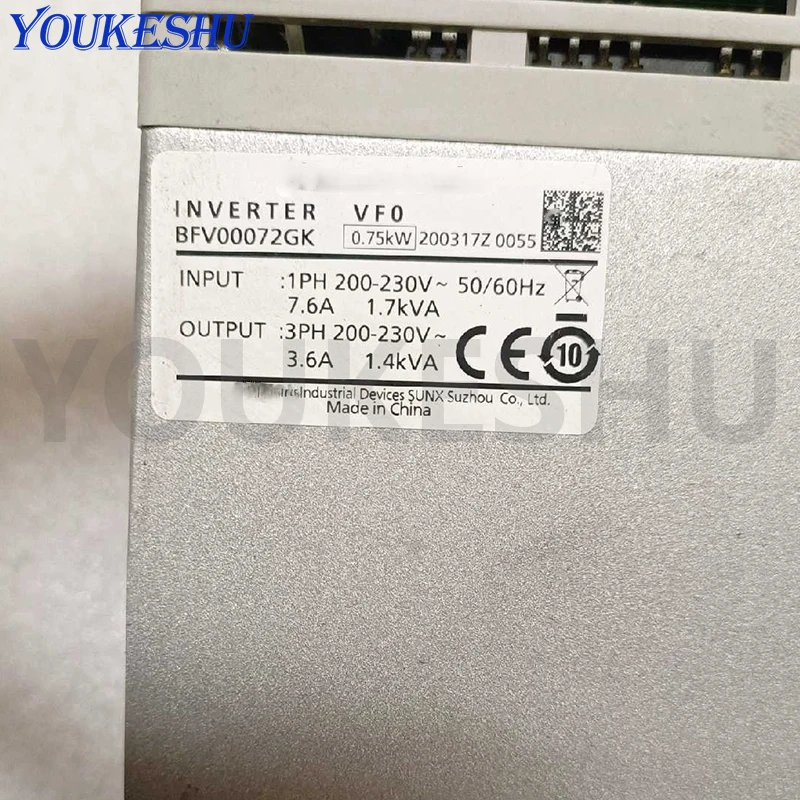 YOUKESHU
INVERTER VF0
BFV00072GK 0.75kW 200317Z 0055
INPUT :1PH 200-230V~ 50/60Hz
7.6A 1.7kVA
OUTPUT :3PH 200-230V~
3.6A 1.4kVA CE 10
Industrial Devices SUNX Suzhou Co., Ltd.
Made in China
YOUKESHU